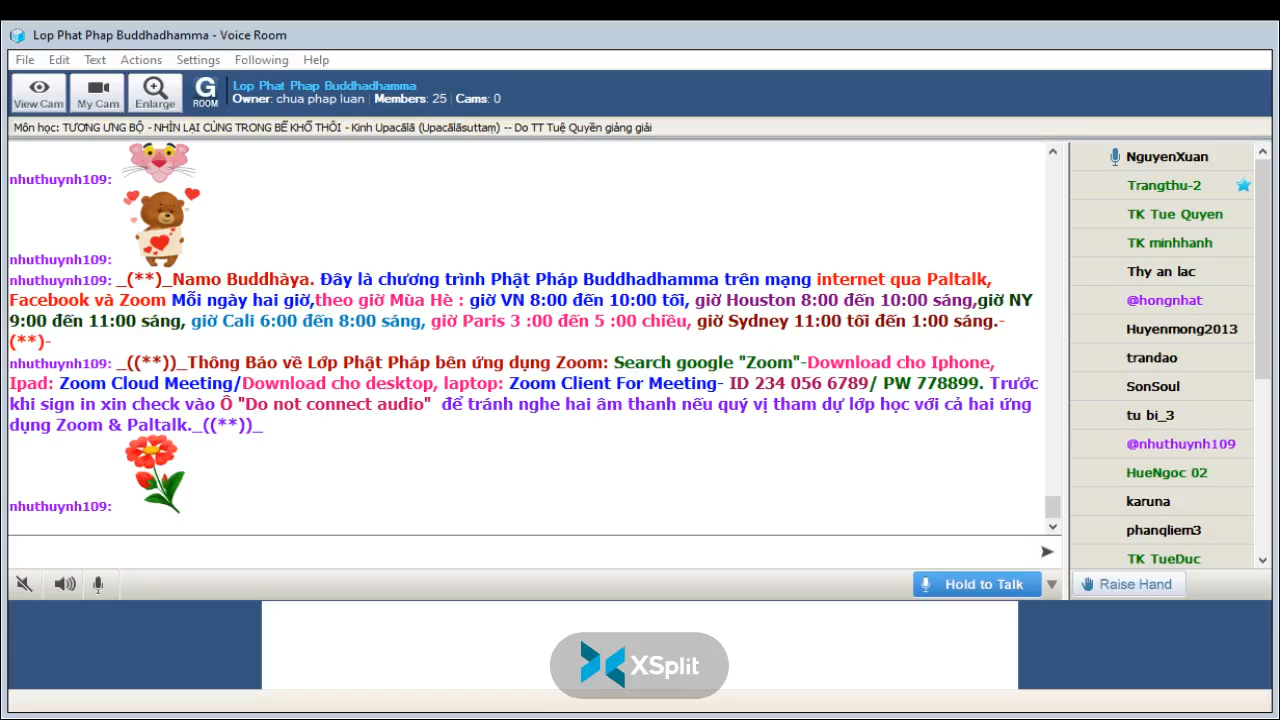 Lop Phat Phap Buddhadhamma - Voice Room
File Edit Text Actions Settings Following Help
View Cam My Cam Enlarge G ROOM
Lop Phat Phap Buddhadhamma
Owner: chua phap luan | Members: 25 | Cams: 0
Môn học: TƯƠNG ƯNG BỘ - NHÌN LẠI CÙNG TRONG BỂ KHỔ THÔI - Kinh Upacālā (Upacālāsuttaṃ) -- Do TT Tuệ Quyền giảng giải
nhuthuynh109:
nhuthuynh109:
nhuthuynh109: _(**)_Namo Buddhàya. Đây là chương trình Phật Pháp Buddhadhamma trên mạng internet qua Paltalk,
Facebook và Zoom Mỗi ngày hai giờ,theo giờ Mùa Hè : giờ VN 8:00 đến 10:00 tối, giờ Houston 8:00 đến 10:00 sáng,giờ NY
9:00 đến 11:00 sáng, giờ Cali 6:00 đến 8:00 sáng, giờ Paris 3 :00 đến 5 :00 chiều, giờ Sydney 11:00 tối đến 1:00 sáng.-
(**)-
nhuthuynh109: _((**))_Thông Báo về Lớp Phật Pháp bên ứng dụng Zoom: Search google "Zoom"-Download cho Iphone,
Ipad: Zoom Cloud Meeting/Download cho desktop, laptop: Zoom Client For Meeting- ID 234 056 6789/ PW 778899. Trước
khi sign in xin check vào Ô "Do not connect audio" để tránh nghe hai âm thanh nếu quý vị tham dự lớp học với cả hai ứng
dụng Zoom & Paltalk._((**))_
nhuthuynh109:
Hold to Talk
NguyenXuan
Trangthu-2
TK Tue Quyen
TK minhhanh
Thy an lac
@hongnhat
Huyenmong2013
trandao
SonSoul
tu bi_3
@nhuthuynh109
HueNgoc 02
karuna
phanqliem3
TK TueDuc
Raise Hand
XSplit